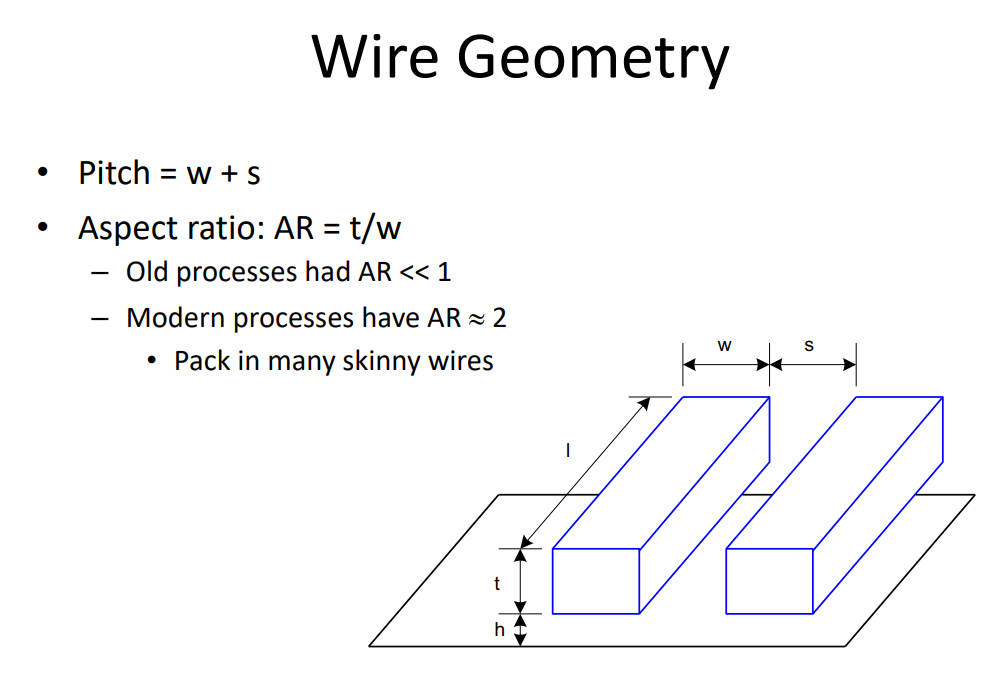 Wire Geometry
• Pitch = w + s
• Aspect ratio: AR = t/w
– Old processes had AR << 1
– Modern processes have AR ≈ 2
• Pack in many skinny wires
w s
l
t
h